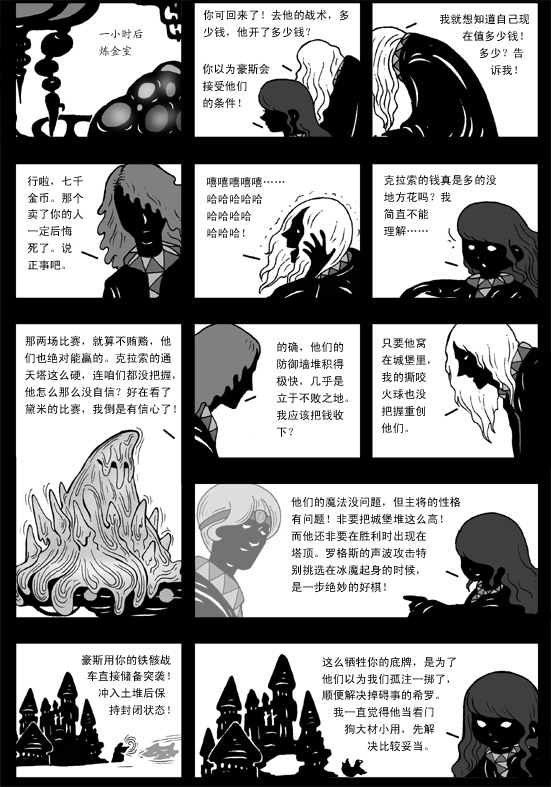 一小时后
炼金室
你可回来了！去他的战术，多
少钱，他开了多少钱？
你以为豪斯会
接受他们
的条件！
我就想知道自己现
在值多少钱！
多少？告
诉我！
行啦，七千
金币。那个
卖了你的人
一定后悔
死了。说
正事吧。
嘻嘻嘻嘻嘻……
哈哈哈哈哈
哈哈哈哈
哈哈哈！
克拉索的钱真是多的没
地方花吗？我
简直不能
理解……
那两场比赛，就算不贿赂，他
们也绝对能赢的。克拉索的通
天塔这么硬，连咱们都没把握，
他怎么那么没自信？好在看了
黛米的比赛，我倒是有信心了！
的确，他们的
防御墙堆积得
极快，几乎是
立于不败之地。
我应该把钱收
下？
只要他窝
在城堡里，
我的撕咬
火球也没
把握重创
他们。
他们的魔法没问题，但主将的性格
有问题！非要把城堡堆这么高！
而他还非要在胜利时出现在
塔顶。罗格斯的声波攻击特
别挑选在冰魔起身的时候，
是一步绝妙的好棋！
豪斯用你的铁骸战
车直接储备突袭！
冲入土堆后保
持封闭状态！
这么牺牲你的底牌，是为了
他们以为我们孤注一掷了，
顺便解决掉碍事的希罗。
我一直觉得他当看门
狗大材小用，先解
决比较妥当。